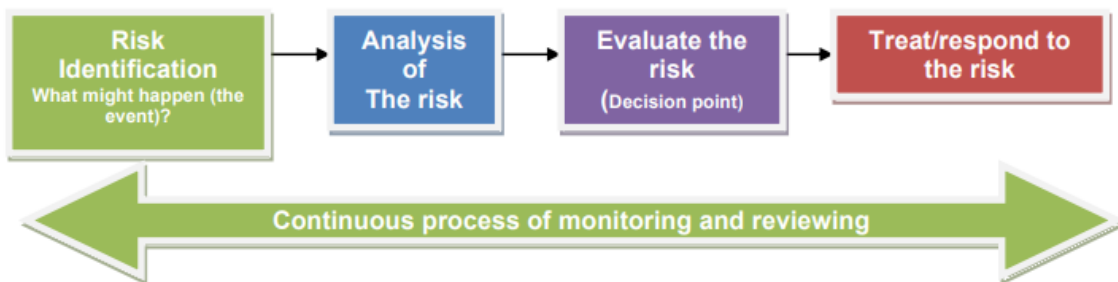 Risk
Identification
What might happen (the
event)?
Analysis
of
The risk
Evaluate the
risk
(Decision point)
Treat/respond to
the risk
Continuous process of monitoring and reviewing